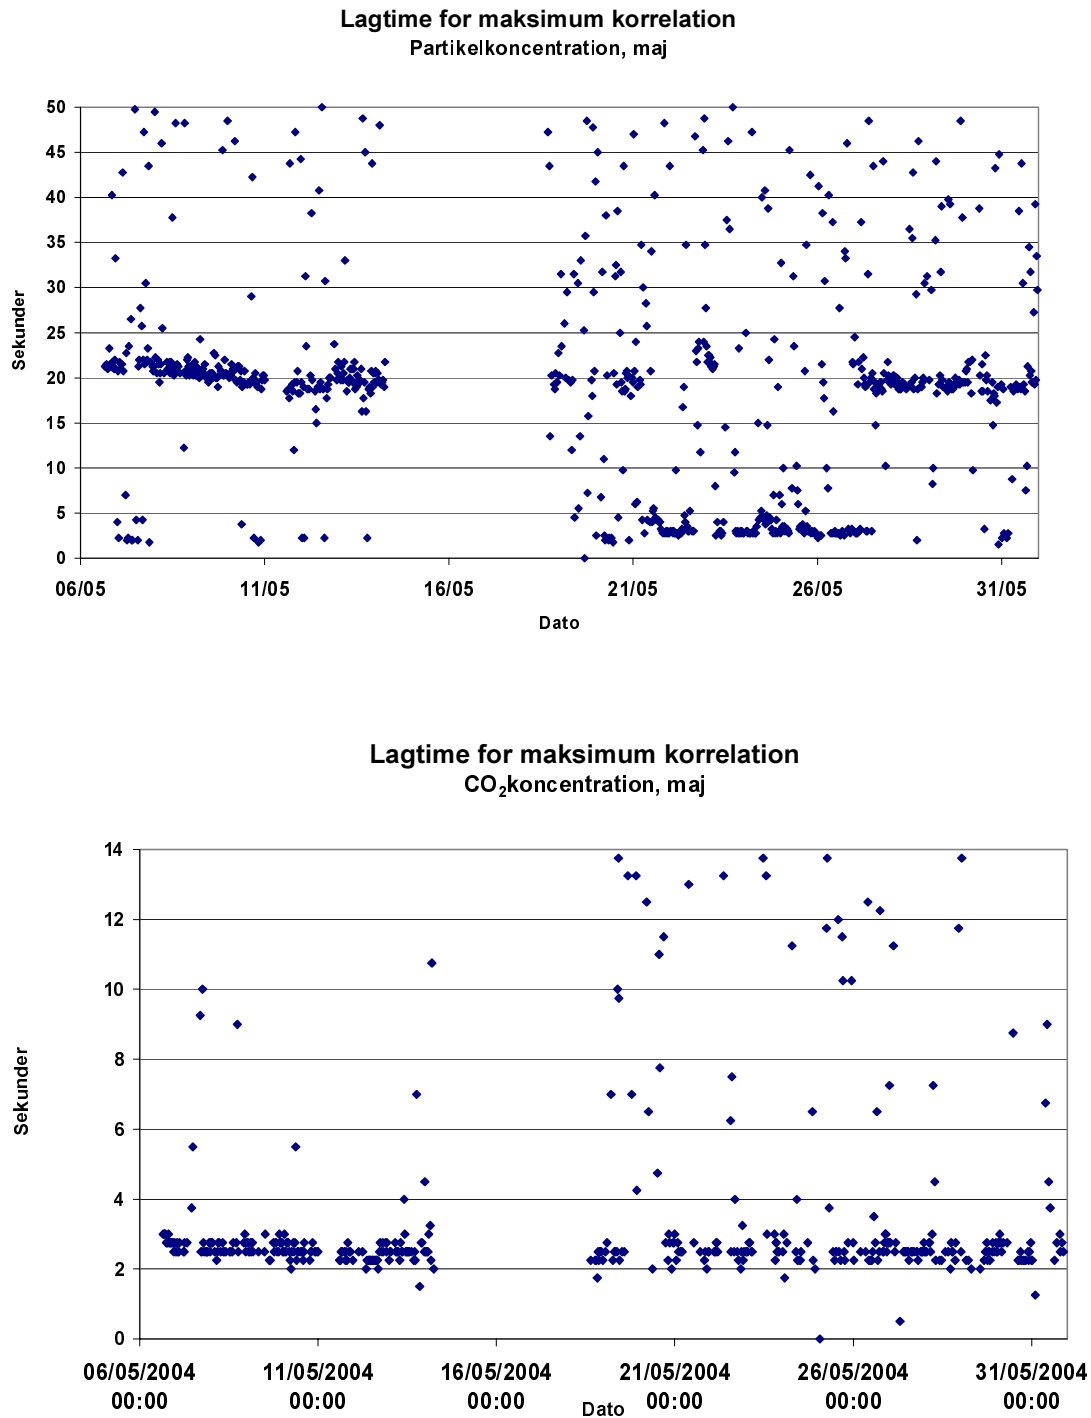 Lagtime for maksimum korrelation
Partikelkoncentration, maj
50
45
40
35
30
25
20
15
10
5
0
Sekunder
06/05 11/05 16/05 21/05 26/05 31/05
Dato
Lagtime for maksimum korrelation
CO₂koncentration, maj
14
12
10
8
6
4
2
0
Sekunder
06/05/2004 11/05/2004 16/05/2004 21/05/2004 26/05/2004 31/05/2004
00:00 00:00 00:00 00:00 00:00 00:00
Dato